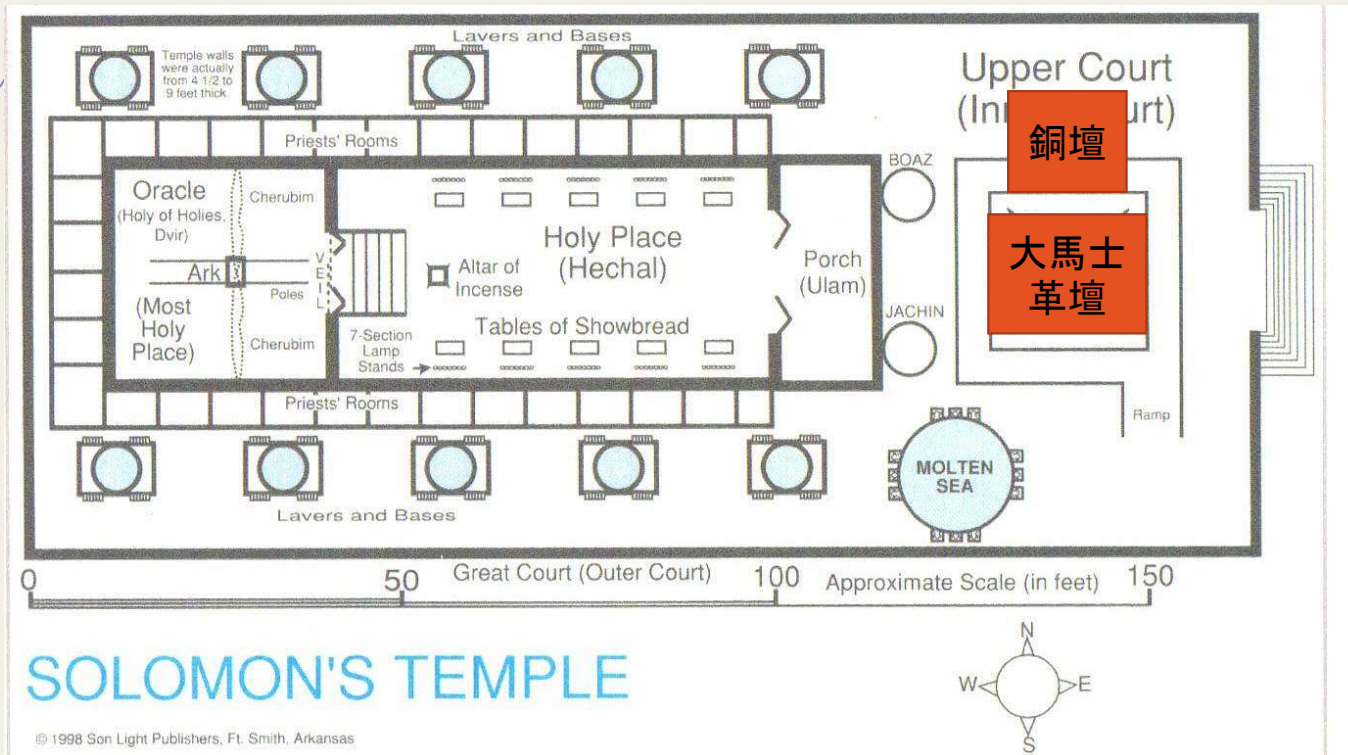 Lavers and Bases
Temple walls
were actually
from 4 1/2 to
9 feet thick
Upper Court
(In
urt)
銅壇
Priests' Rooms
BOAZ
Oracle
(Holy of Holies,
Dvir)
Cherubim
Holy Place
(Hechal)
大馬士
革壇
Ark
VEIL
Altar of
Incense
Porch
(Ulam)
Poles
(Most
Holy
Place)
Cherubim
JACHIN
Tables of Showbread
7-Section
Lamp
Stands
Priests' Rooms
Ramp
MOLTEN
SEA
Lavers and Bases
0
50
Great Court (Outer Court)
100
Approximate Scale (in feet)
150
SOLOMON'S TEMPLE
N
W
E
S
© 1998 Son Light Publishers, Ft. Smith, Arkansas